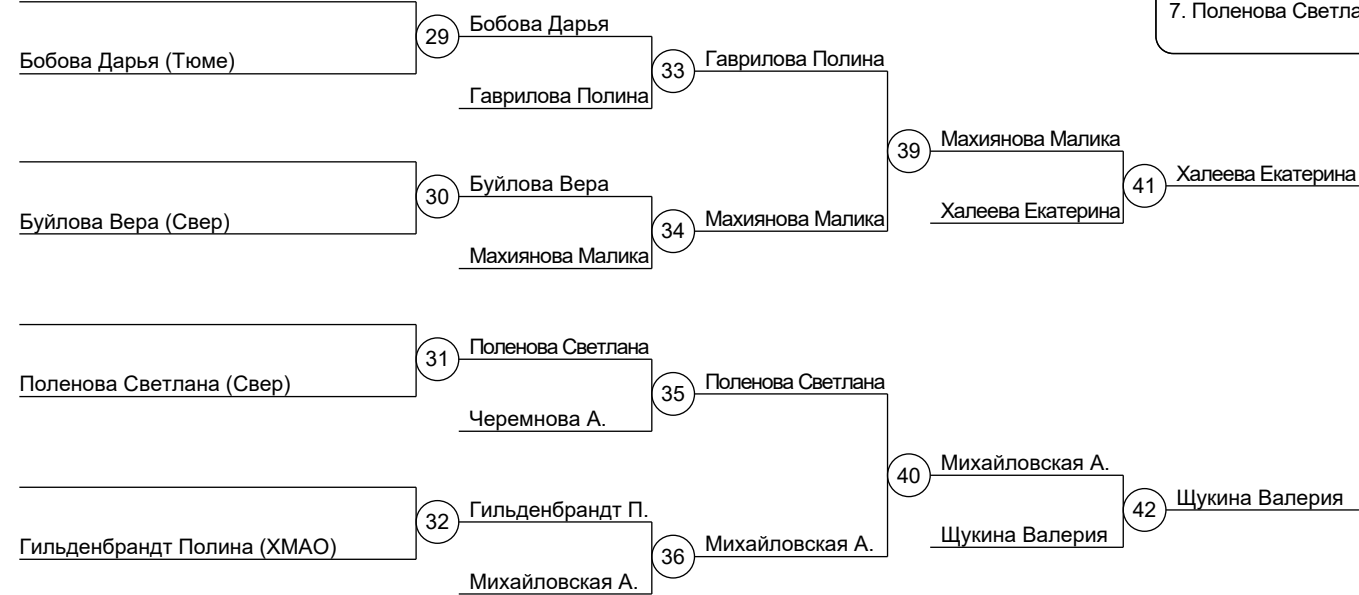 7. Поленова Светла
29
Бобова Дарья
Бобова Дарья (Тюме)
33
Гаврилова Полина
Гаврилова Полина
39
Махиянова Малика
30
Буйлова Вера
41
Халеева Екатерина
Буйлова Вера (Свер)
34
Махиянова Малика
Халеева Екатерина
Махиянова Малика
31
Поленова Светлана
Поленова Светлана (Свер)
35
Поленова Светлана
Черемнова А.
40
Михайловская А.
32
Гильденбрандт П.
42
Щукина Валерия
Гильденбрандт Полина (ХМАО)
36
Михайловская А.
Щукина Валерия
Михайловская А.